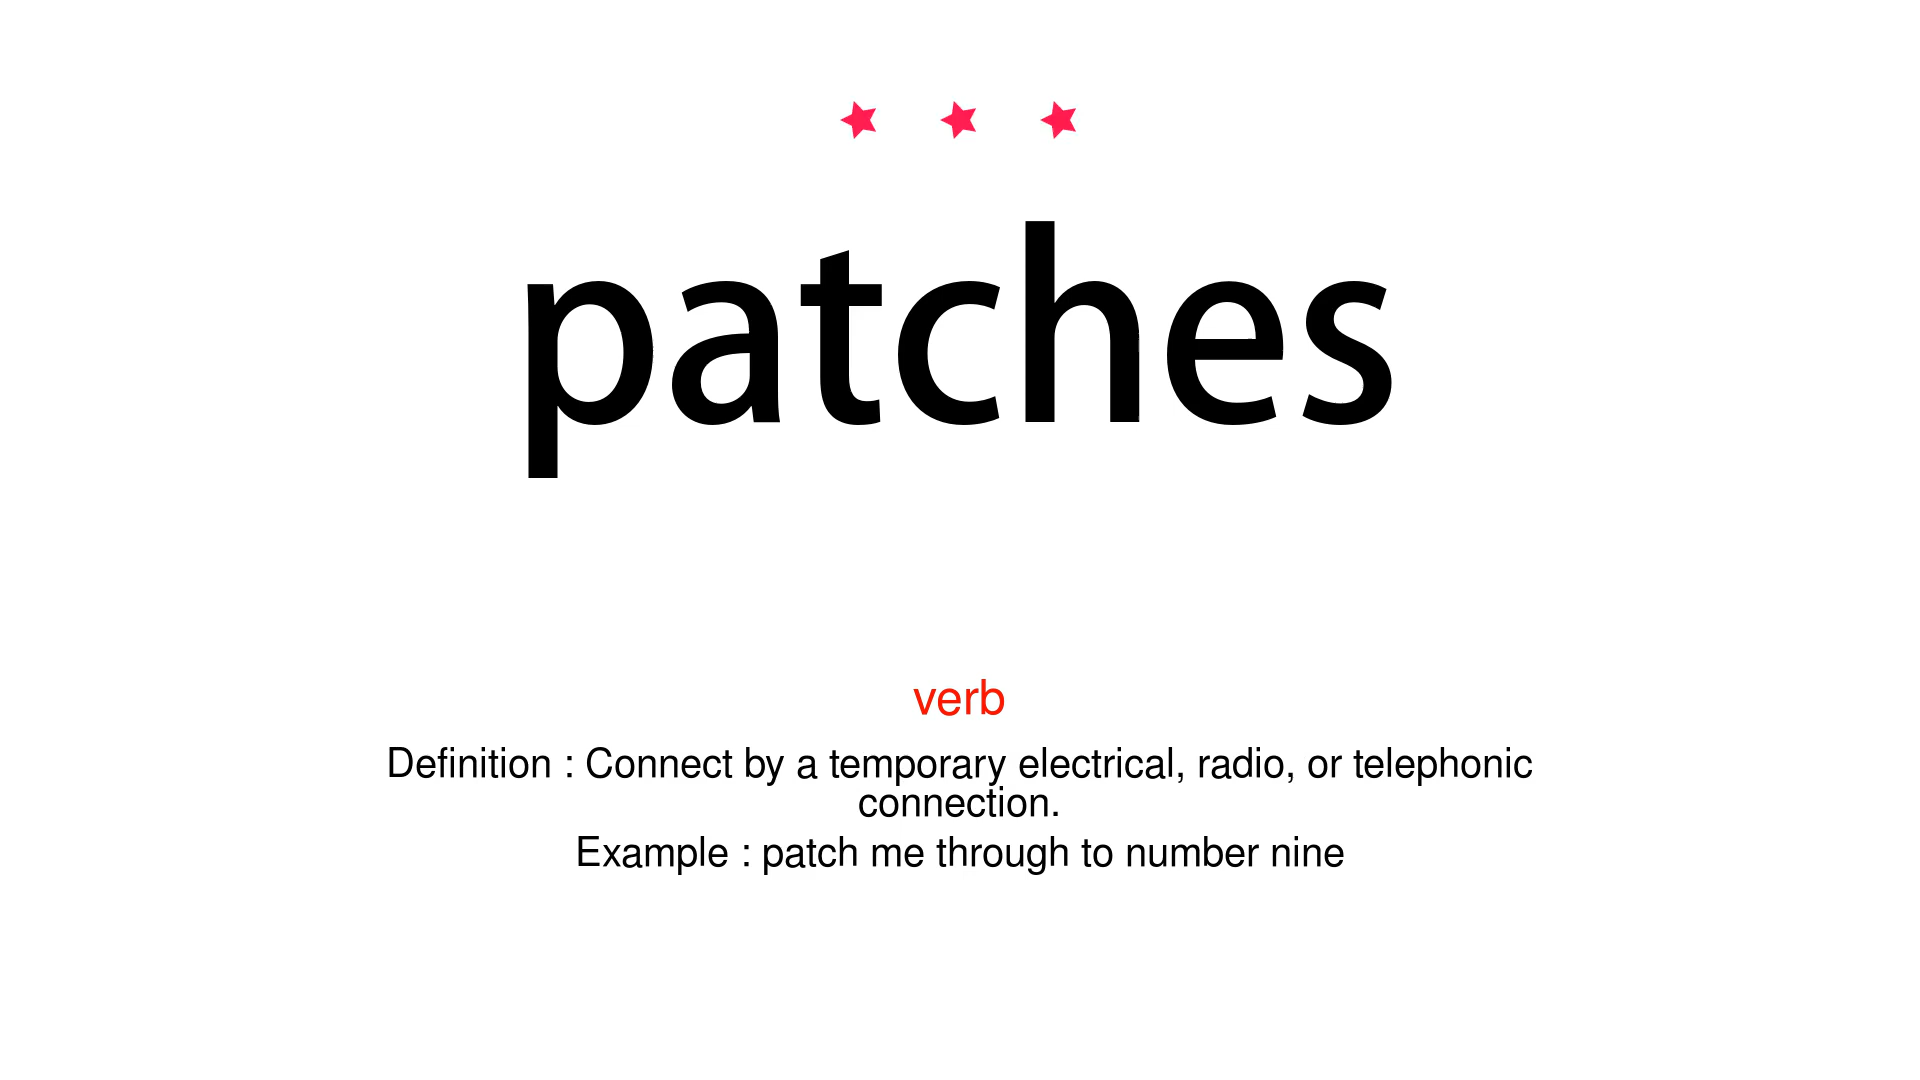 patches
verb
Definition : Connect by a temporary electrical, radio, or telephonic
connection.
Example : patch me through to number nine